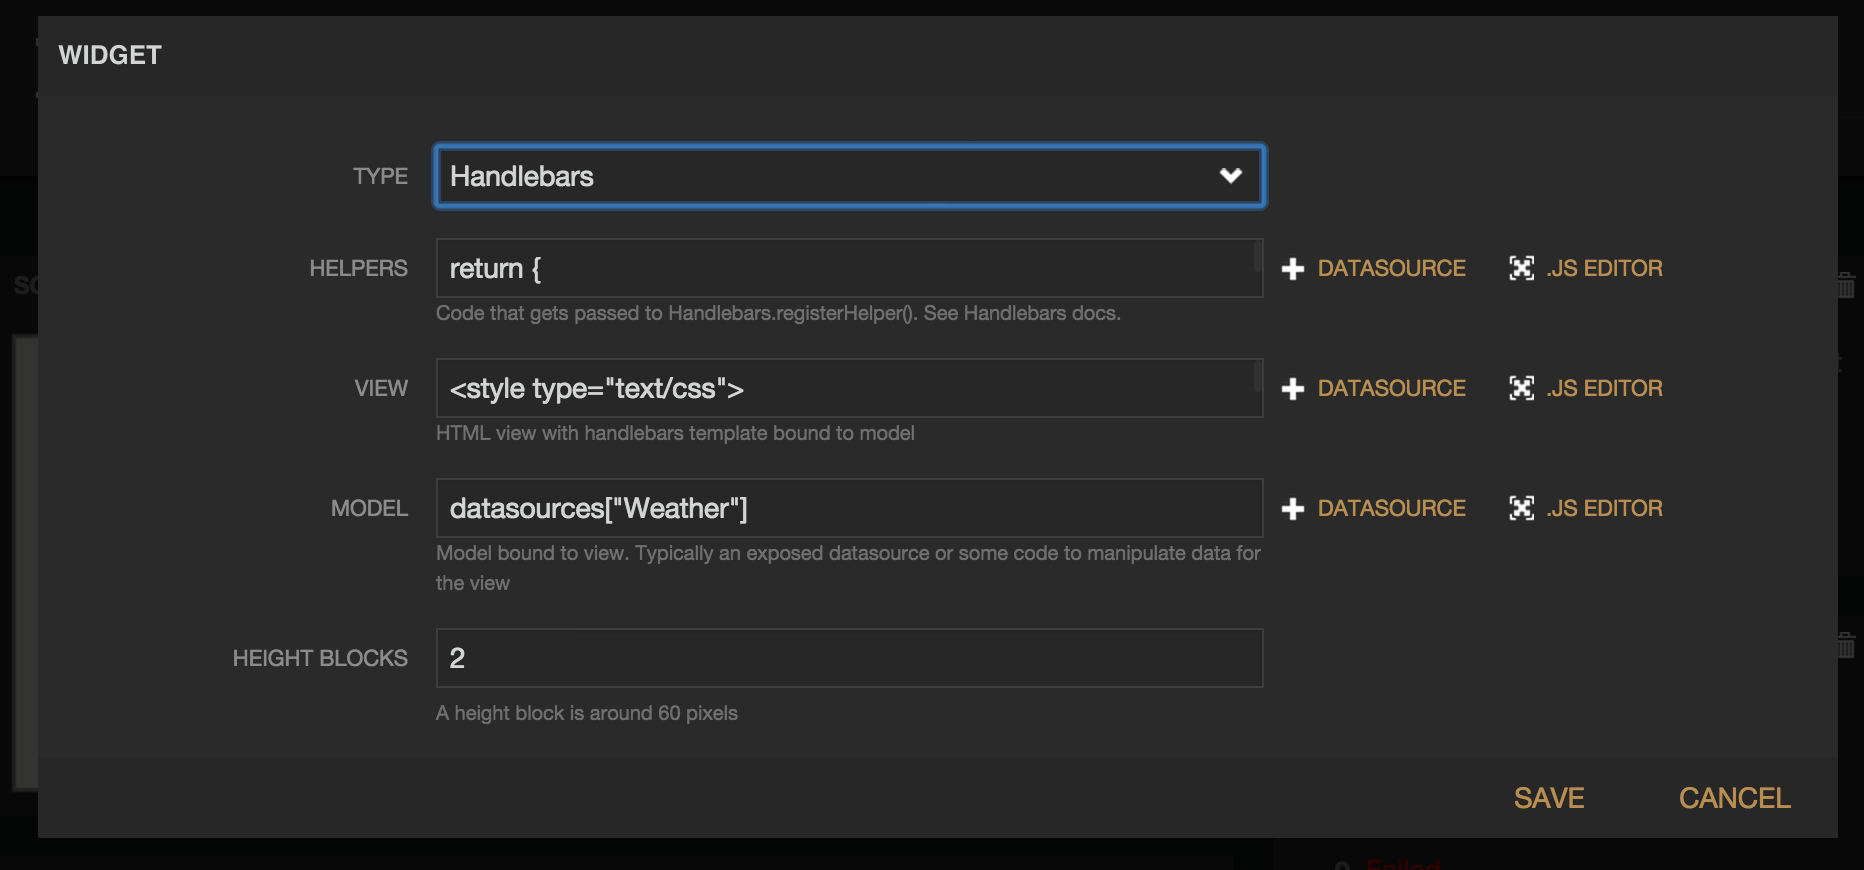 WIDGET
TYPE
Handlebars
HELPERS
return {
DATASOURCE
.JS EDITOR
Code that gets passed to Handlebars.registerHelper(). See Handlebars docs.
VIEW
<style type="text/css">
DATASOURCE
.JS EDITOR
HTML view with handlebars template bound to model
MODEL
datasources["Weather"]
DATASOURCE
.JS EDITOR
Model bound to view. Typically an exposed datasource or some code to manipulate data for
the view
HEIGHT BLOCKS
2
A height block is around 60 pixels
SAVE
CANCEL
Failed